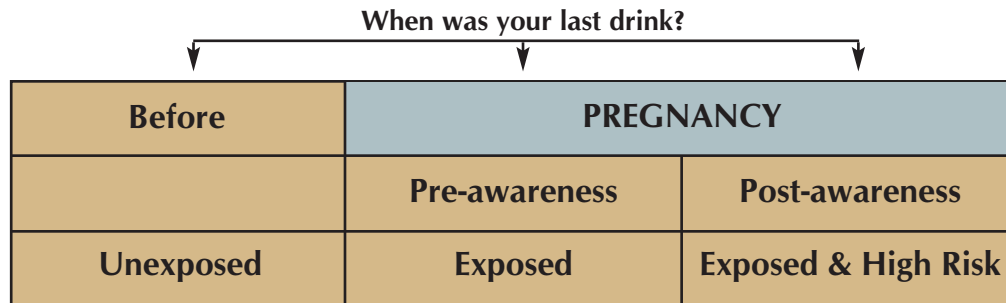 When was your last drink?
Before PREGNANCY
Pre-awareness Post-awareness
Unexposed Exposed Exposed & High Risk